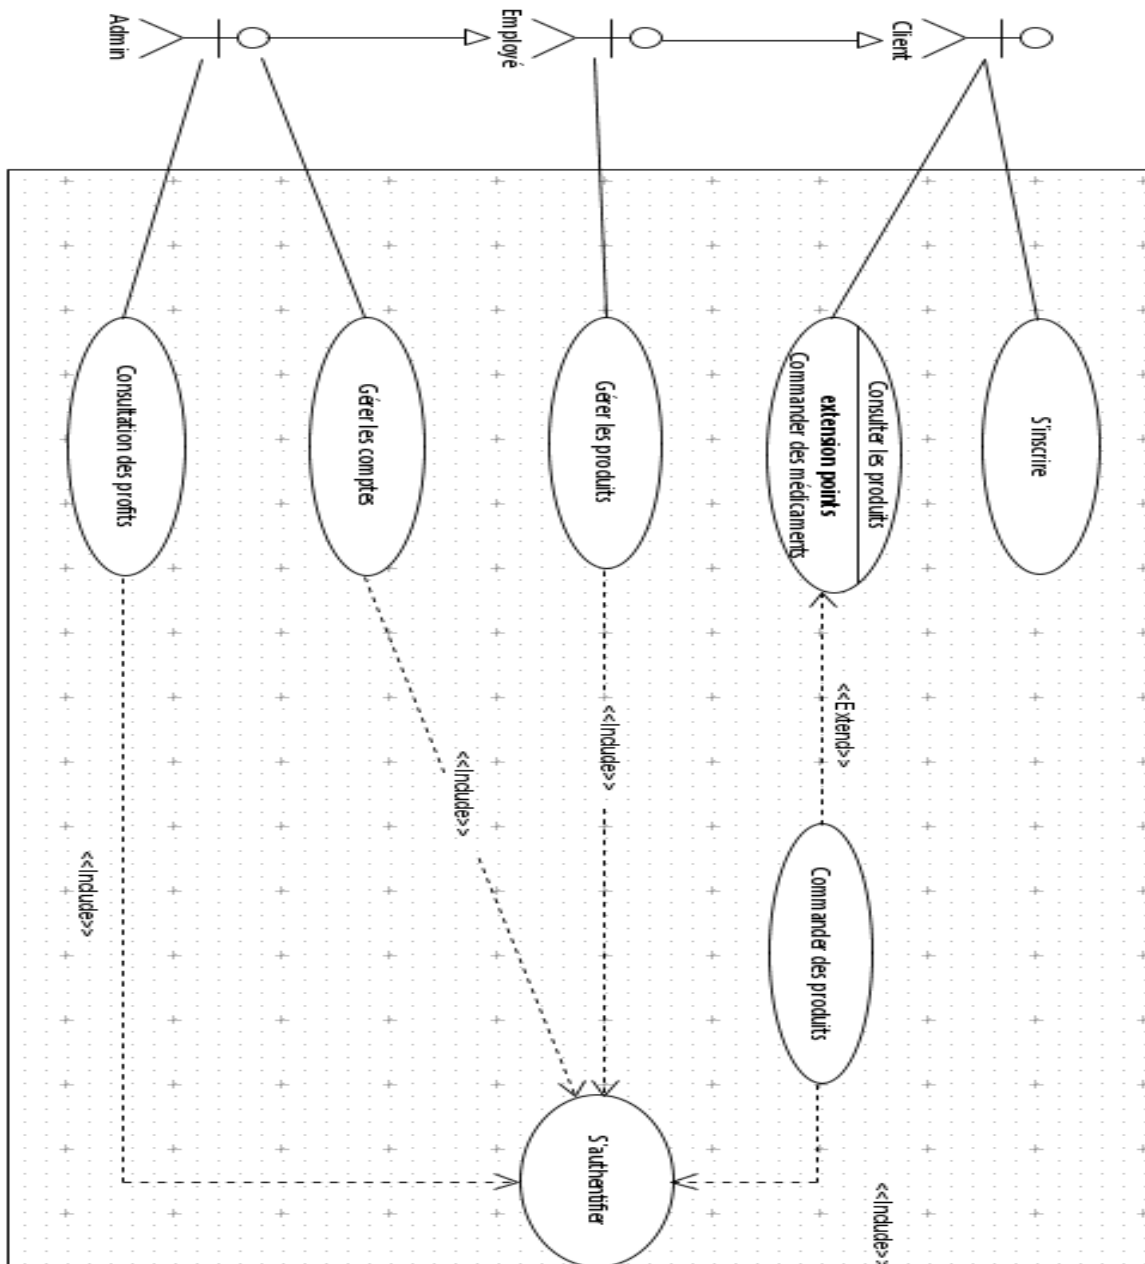 Client
Employé
Admin
S'inscrire
Consulter les produits
extension points
Commander des médicaments
<<Extend>>
Commander des produits
<<Include>>
Gérer les produits
<<Include>>
S'authentifier
Gérer les comptes
<<Include>>
Consultation des profits
<<Include>>